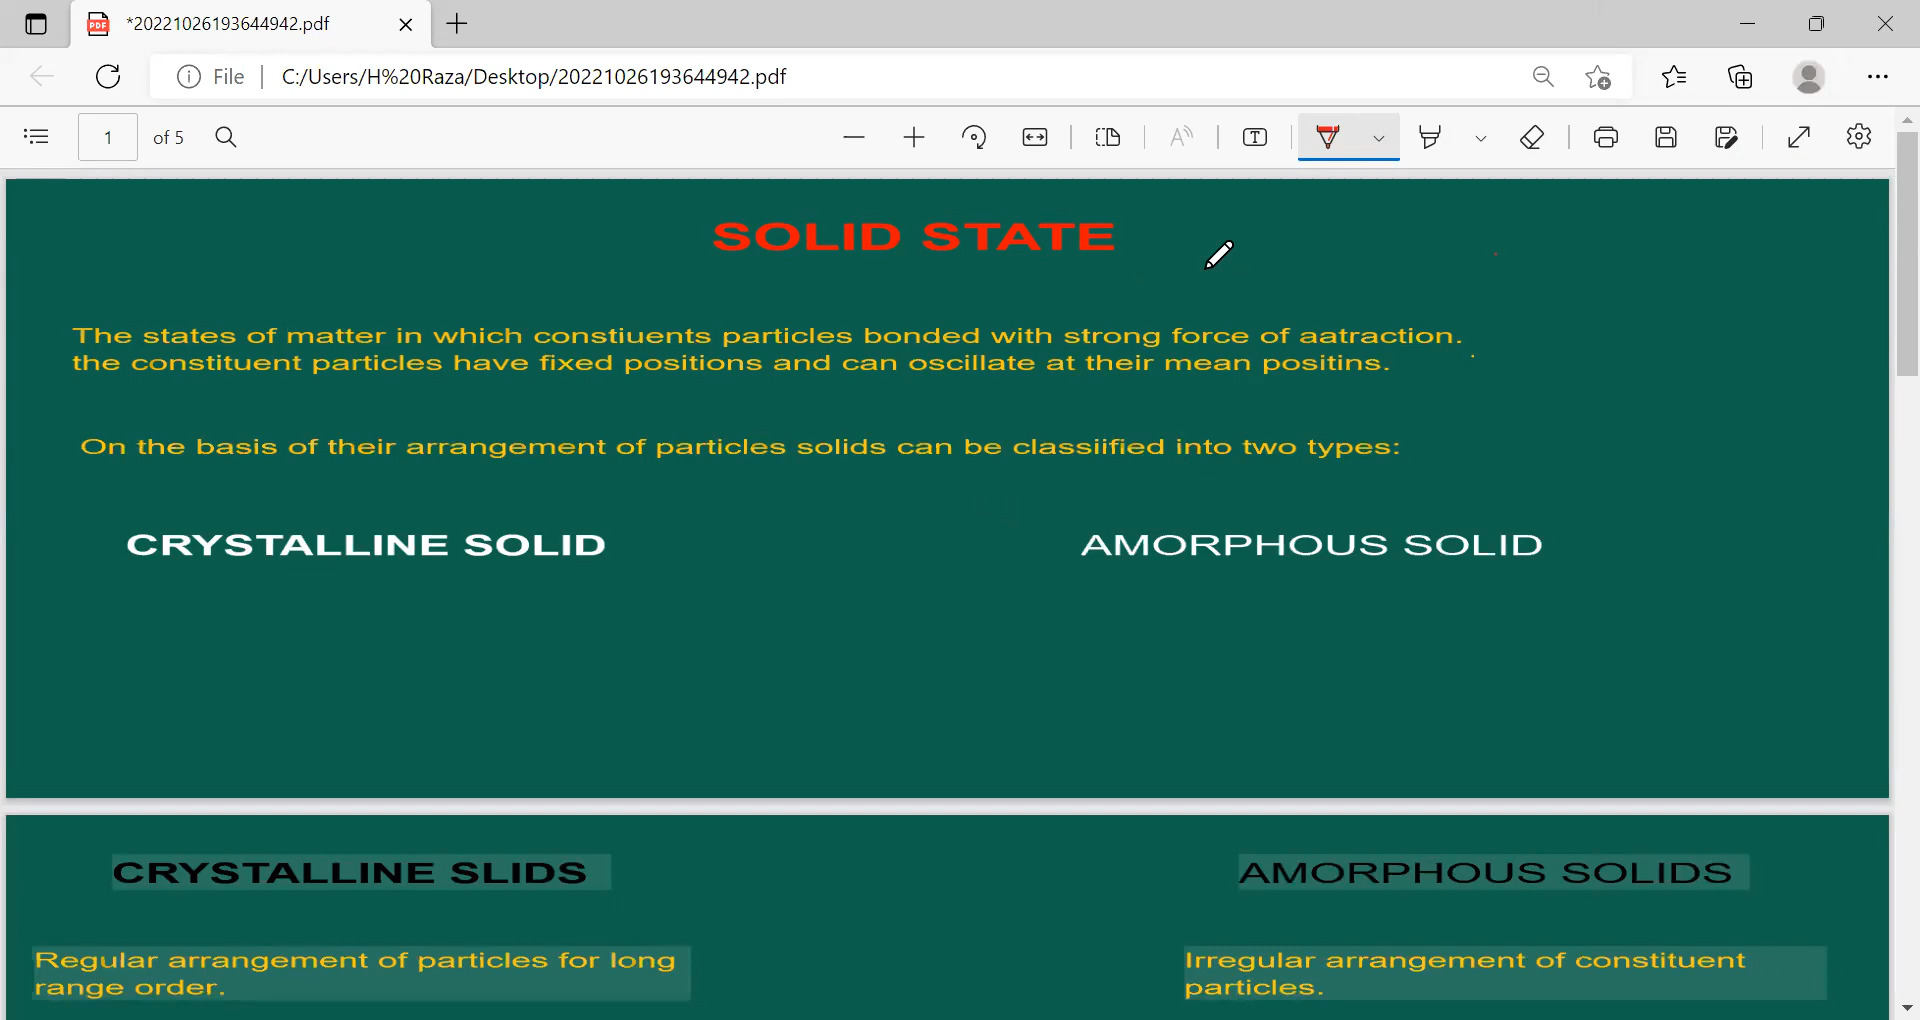 *20221026193644942.pdf
File C:/Users/H%20Raza/Desktop/20221026193644942.pdf
1 of 5
SOLID STATE
The states of matter in which constiuents particles bonded with strong force of aatraction.
the constituent particles have fixed positions and can oscillate at their mean positins.
On the basis of their arrangement of particles solids can be classiified into two types:
CRYSTALLINE SOLID
AMORPHOUS SOLID
CRYSTALLINE SLIDS
AMORPHOUS SOLIDS
Regular arrangement of particles for long
range order.
Irregular arrangement of constituent
particles.